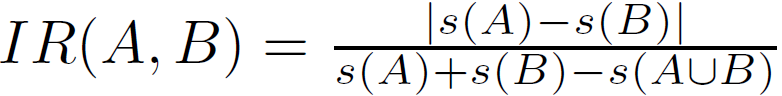 IR(A, B) = |s(A)−s(B)| / s(A)+s(B)−s(A∪B)